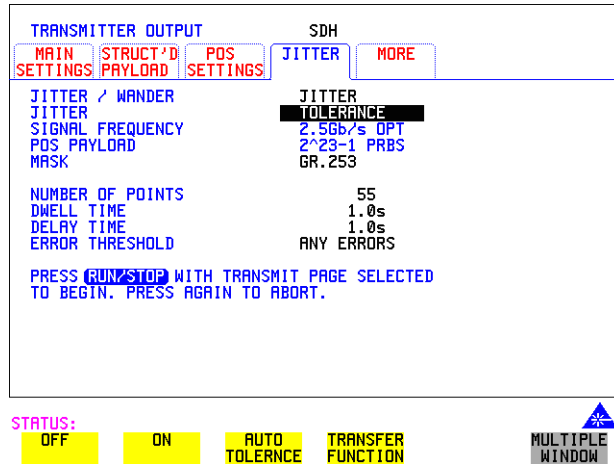 TRANSMITTER OUTPUT SDH
MAIN SETTINGS
STRUCT'D PAYLOAD
POS SETTINGS
JITTER
MORE
JITTER / WANDER JITTER
JITTER TOLERANCE
SIGNAL FREQUENCY 2.5Gb/s OPT
POS PAYLOAD 2^23-1 PRBS
MASK GR.253
NUMBER OF POINTS 55
DWELL TIME 1.0s
DELAY TIME 1.0s
ERROR THRESHOLD ANY ERRORS
PRESS RUN/STOP WITH TRANSMIT PAGE SELECTED
TO BEGIN. PRESS AGAIN TO ABORT.
STATUS:
OFF
ON
AUTO TOLERNCE
TRANSFER FUNCTION
MULTIPLE WINDOW